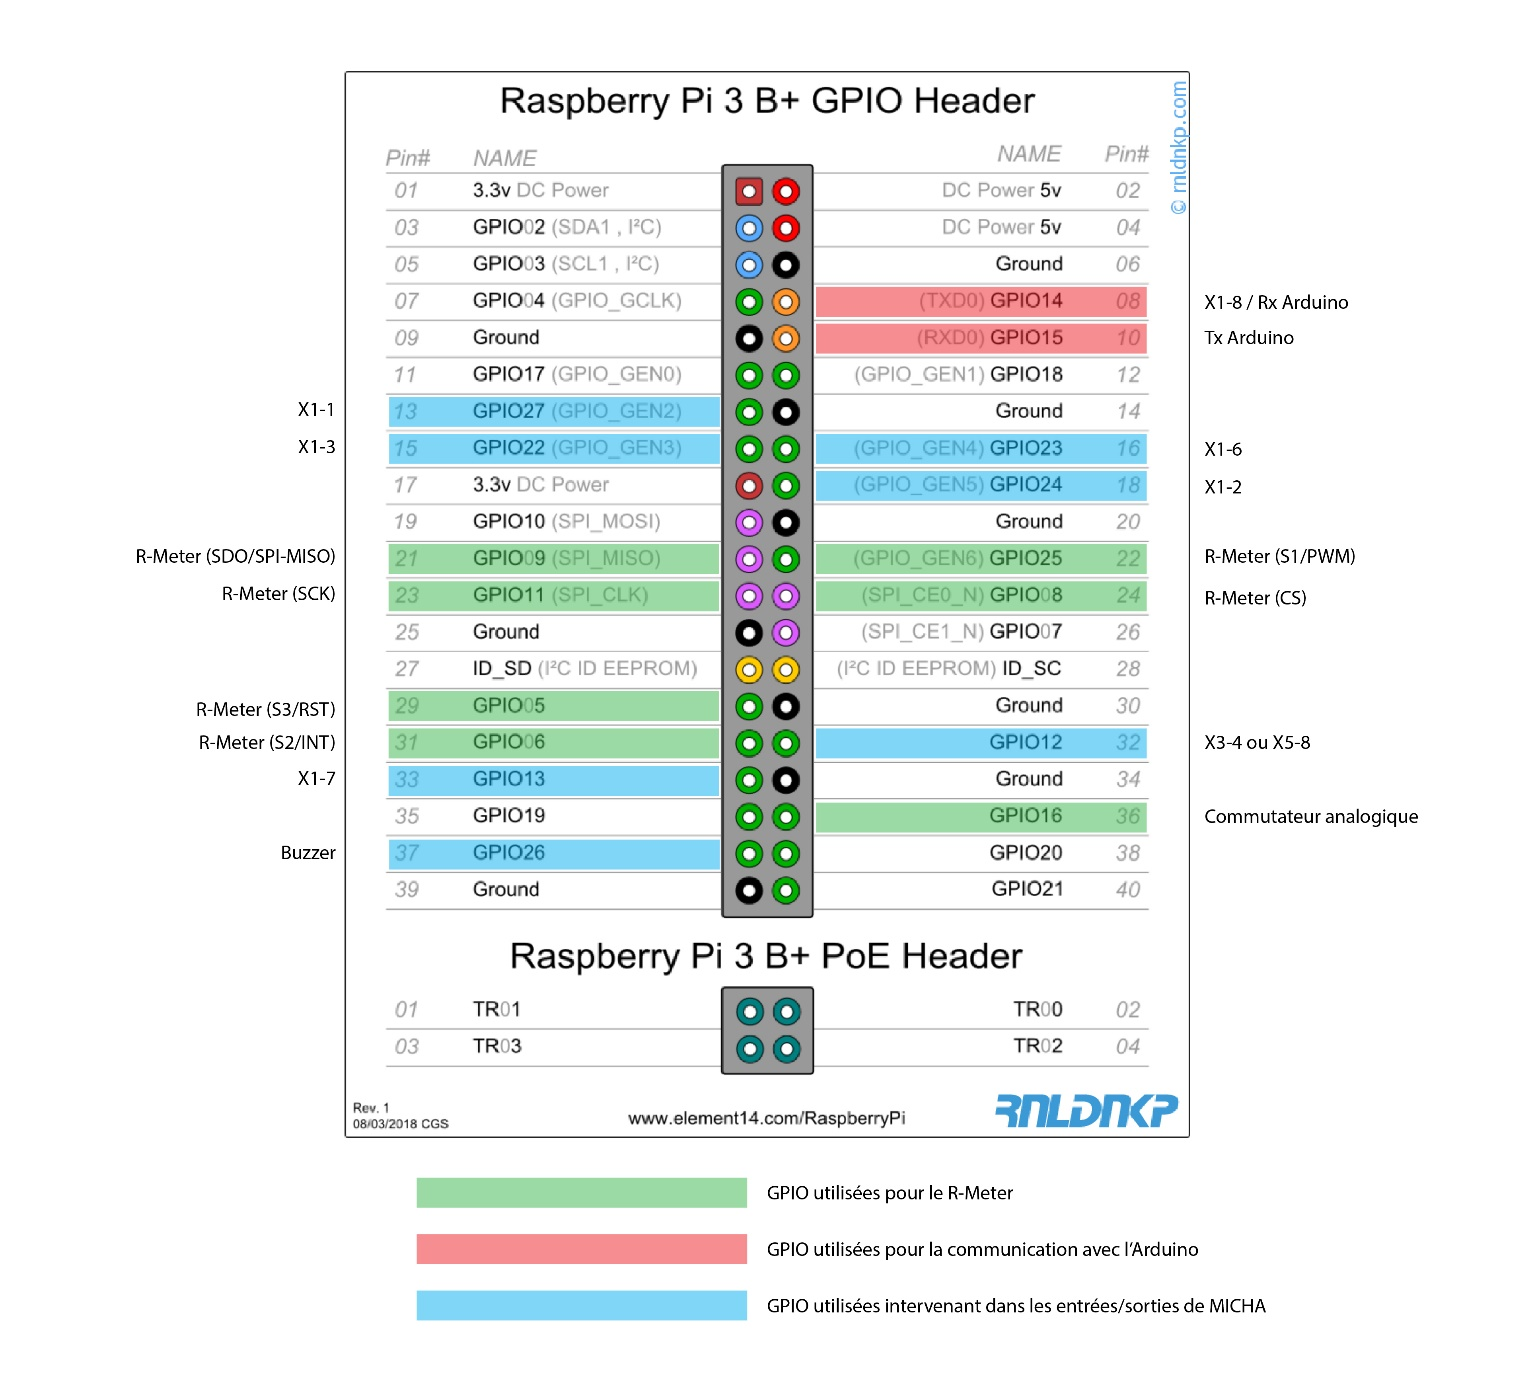 Raspberry Pi 3 B+ GPIO Header
© rnldnkp.com
Pin# NAME NAME Pin#
01 3.3v DC Power DC Power 5v 02
03 GPIO02 (SDA1 , I²C) DC Power 5v 04
05 GPIO03 (SCL1 , I²C) Ground 06
07 GPIO04 (GPIO_GCLK) (TXD0) GPIO14 08 X1-8 / Rx Arduino
09 Ground (RXD0) GPIO15 10 Tx Arduino
11 GPIO17 (GPIO_GEN0) (GPIO_GEN1) GPIO18 12
X1-1 13 GPIO27 (GPIO_GEN2) Ground 14
X1-3 15 GPIO22 (GPIO_GEN3) (GPIO_GEN4) GPIO23 16 X1-6
17 3.3v DC Power (GPIO_GEN5) GPIO24 18 X1-2
19 GPIO10 (SPI_MOSI) Ground 20
R-Meter (SDO/SPI-MISO) 21 GPIO09 (SPI_MISO) (GPIO_GEN6) GPIO25 22 R-Meter (S1/PWM)
R-Meter (SCK) 23 GPIO11 (SPI_CLK) (SPI_CE0_N) GPIO08 24 R-Meter (CS)
25 Ground (SPI_CE1_N) GPIO07 26
27 ID_SD (I²C ID EEPROM) (I²C ID EEPROM) ID_SC 28
R-Meter (S3/RST) 29 GPIO05 Ground 30
R-Meter (S2/INT) 31 GPIO06 GPIO12 32 X3-4 ou X5-8
X1-7 33 GPIO13 Ground 34
35 GPIO19 GPIO16 36 Commutateur analogique
Buzzer 37 GPIO26 GPIO20 38
39 Ground GPIO21 40
Raspberry Pi 3 B+ PoE Header
01 TR01 TR00 02
03 TR03 TR02 04
Rev. 1
08/03/2018 CGS
www.element14.com/RaspberryPi
RNLDNKP
GPIO utilisées pour le R-Meter
GPIO utilisées pour la communication avec l’Arduino
GPIO utilisées intervenant dans les entrées/sorties de MICHA